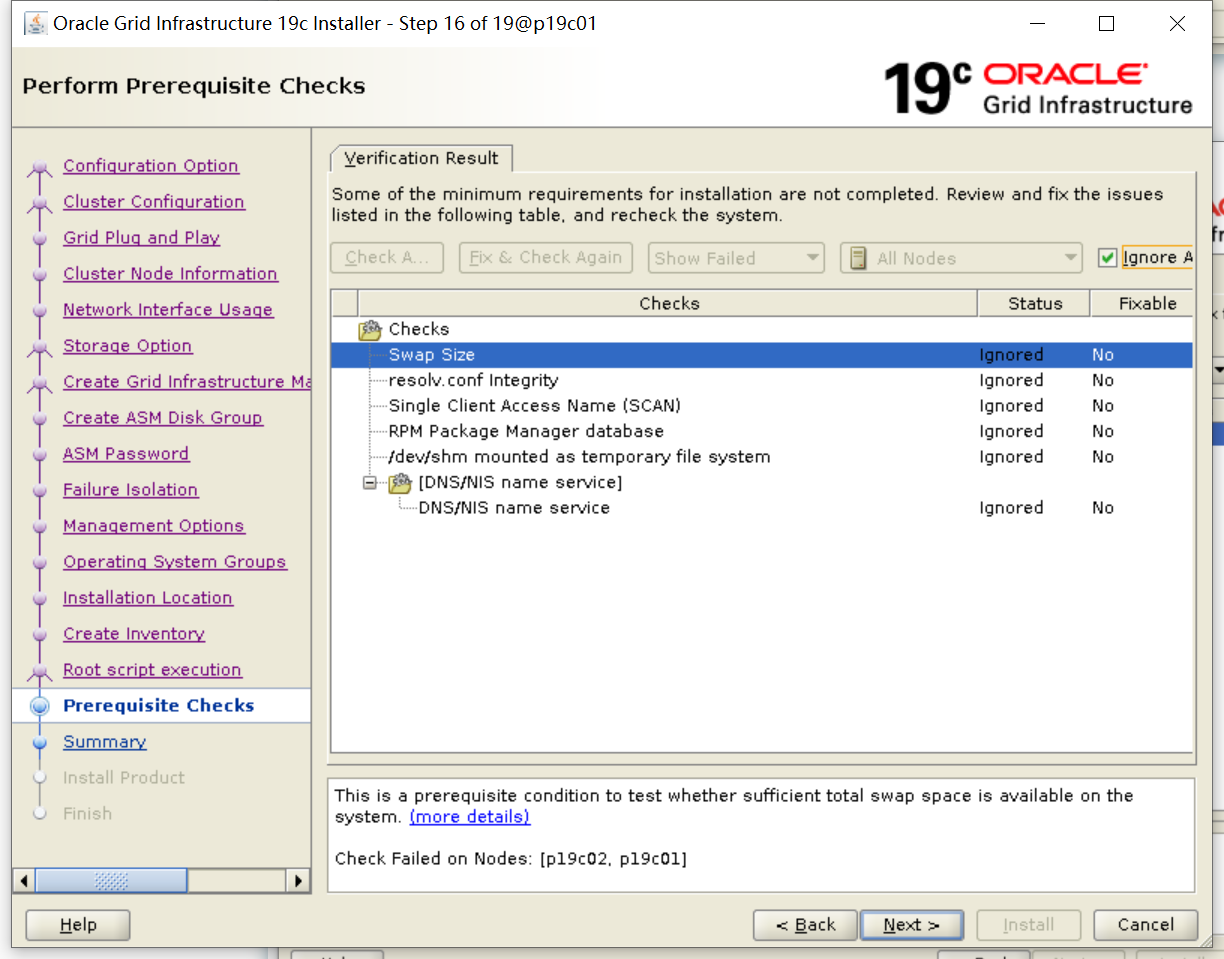 Oracle Grid Infrastructure 19c Installer - Step 16 of 19@p19c01
Perform Prerequisite Checks
19c ORACLE
Grid Infrastructure
Configuration Option
Cluster Configuration
Grid Plug and Play
Cluster Node Information
Network Interface Usage
Storage Option
Create Grid Infrastructure Ma
Create ASM Disk Group
ASM Password
Failure Isolation
Management Options
Operating System Groups
Installation Location
Create Inventory
Root script execution
Prerequisite Checks
Summary
Install Product
Finish
Verification Result
Some of the minimum requirements for installation are not completed. Review and fix the issues
listed in the following table, and recheck the system.
Check A... Fix & Check Again Show Failed All Nodes Ignore A
Checks Status Fixable
Checks
Swap Size Ignored No
resolv.conf Integrity Ignored No
Single Client Access Name (SCAN) Ignored No
RPM Package Manager database Ignored No
/dev/shm mounted as temporary file system Ignored No
[DNS/NIS name service]
DNS/NIS name service Ignored No
This is a prerequisite condition to test whether sufficient total swap space is available on the
system. (more details)
Check Failed on Nodes: [p19c02, p19c01]
Help < Back Next > Install Cancel